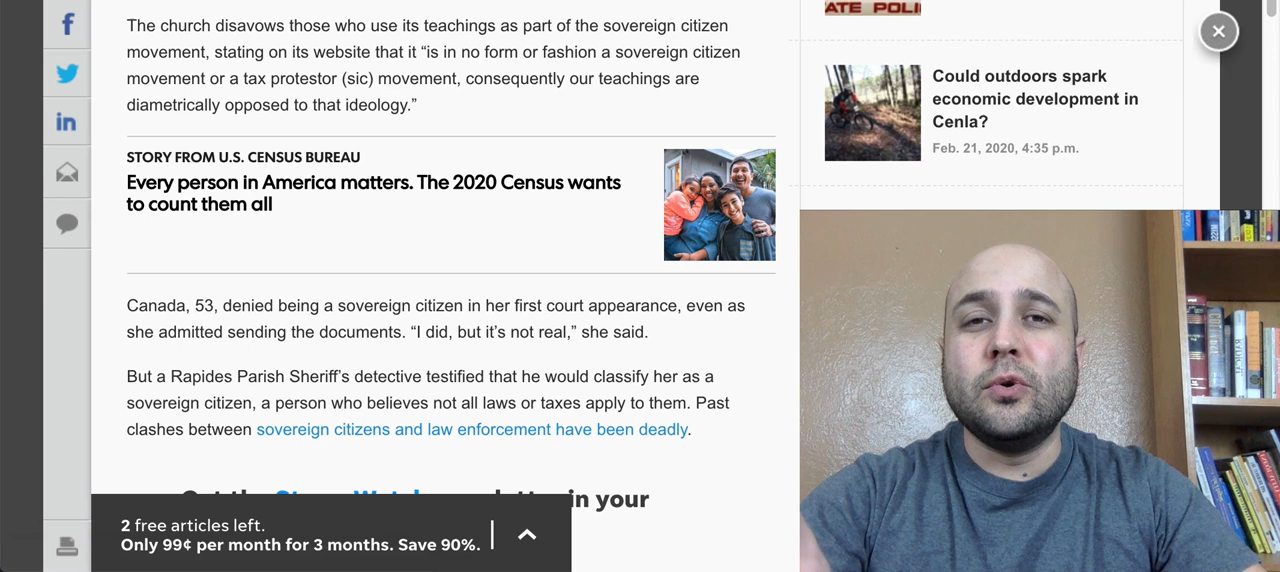 The church disavows those who use its teachings as part of the sovereign citizen
movement, stating on its website that it “is in no form or fashion a sovereign citizen
movement or a tax protestor (sic) movement, consequently our teachings are
diametrically opposed to that ideology.”
STORY FROM U.S. CENSUS BUREAU
Every person in America matters. The 2020 Census wants
to count them all
Canada, 53, denied being a sovereign citizen in her first court appearance, even as
she admitted sending the documents. “I did, but it’s not real,” she said.
But a Rapides Parish Sheriff’s detective testified that he would classify her as a
sovereign citizen, a person who believes not all laws or taxes apply to them. Past
clashes between sovereign citizens and law enforcement have been deadly.
in your
2 free articles left.
Only 99¢ per month for 3 months. Save 90%.
Could outdoors spark
economic development in
Cenla?
Feb. 21, 2020, 4:35 p.m.